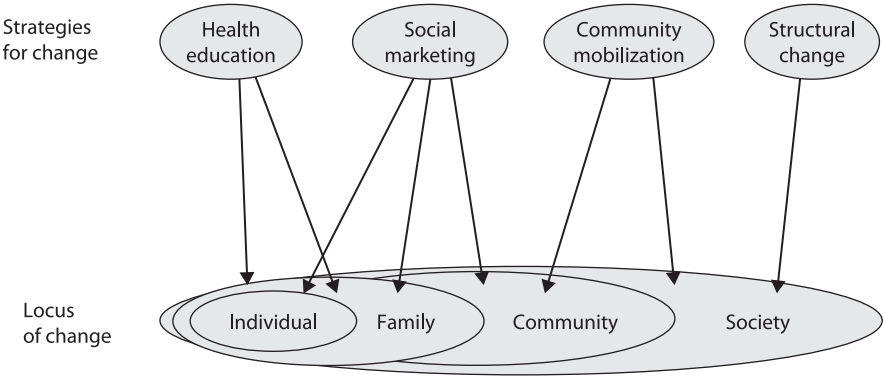 Strategies
for change
Health
education
Social
marketing
Community
mobilization
Structural
change
Locus
of change
Individual
Family
Community
Society